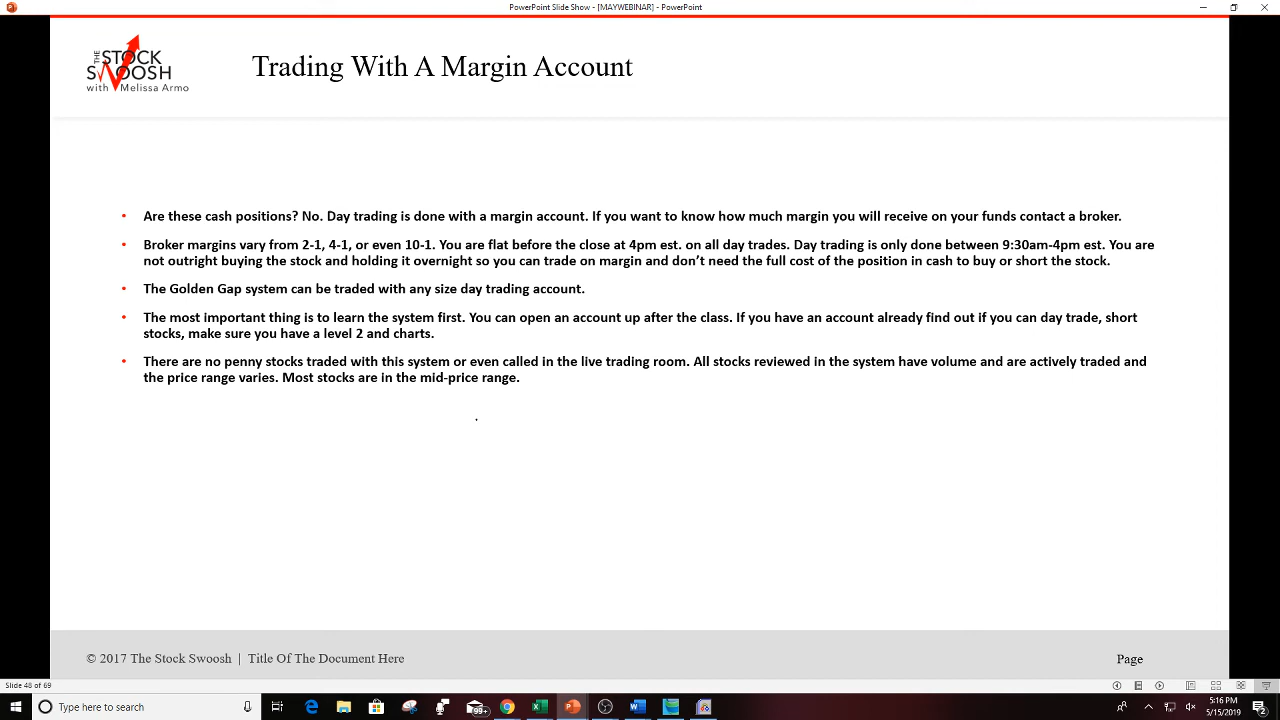 PowerPoint Slide Show - [MAYWEBINAR] - PowerPoint
THE
STOCK
SWOOSH
with Melissa Armo
Trading With A Margin Account
• Are these cash positions? No. Day trading is done with a margin account. If you want to know how much margin you will receive on your funds contact a broker.
• Broker margins vary from 2-1, 4-1, or even 10-1. You are flat before the close at 4pm est. on all day trades. Day trading is only done between 9:30am-4pm est. You are
not outright buying the stock and holding it overnight so you can trade on margin and don’t need the full cost of the position in cash to buy or short the stock.
• The Golden Gap system can be traded with any size day trading account.
• The most important thing is to learn the system first. You can open an account up after the class. If you have an account already find out if you can day trade, short
stocks, make sure you have a level 2 and charts.
• There are no penny stocks traded with this system or even called in the live trading room. All stocks reviewed in the system have volume and are actively traded and
the price range varies. Most stocks are in the mid-price range.
© 2017 The Stock Swoosh | Title Of The Document Here
Page
Slide 48 of 69
Type here to search
99+
5:16 PM
5/15/2019
2